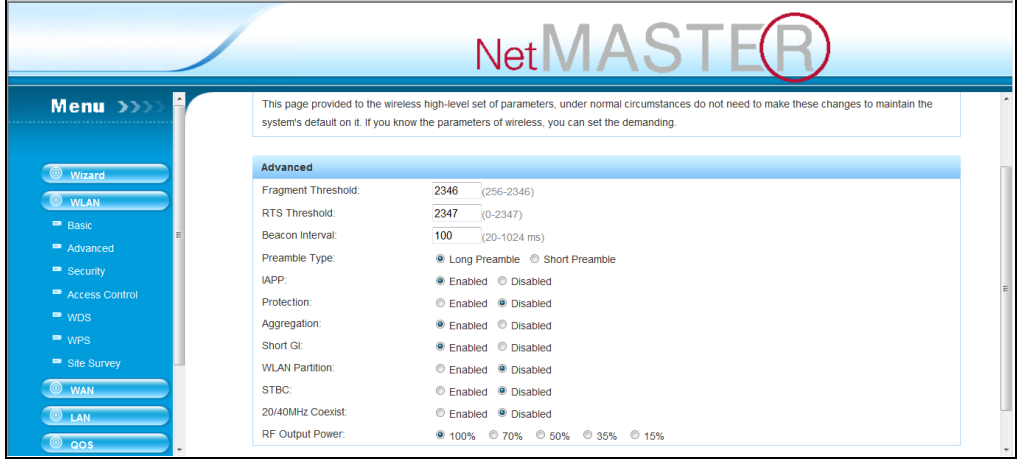 NetMASTER
Menu >>>>
Wizard
WLAN
Basic
Advanced
Security
Access Control
WDS
WPS
Site Survey
WAN
LAN
QOS
This page provided to the wireless high-level set of parameters, under normal circumstances do not need to make these changes to maintain the
system's default on it. If you know the parameters of wireless, you can set the demanding.
Advanced
Fragment Threshold: 2346 (256-2346)
RTS Threshold: 2347 (0-2347)
Beacon Interval: 100 (20-1024 ms)
Preamble Type: Long Preamble Short Preamble
IAPP: Enabled Disabled
Protection: Enabled Disabled
Aggregation: Enabled Disabled
Short GI: Enabled Disabled
WLAN Partition: Enabled Disabled
STBC: Enabled Disabled
20/40MHz Coexist: Enabled Disabled
RF Output Power: 100% 70% 50% 35% 15%